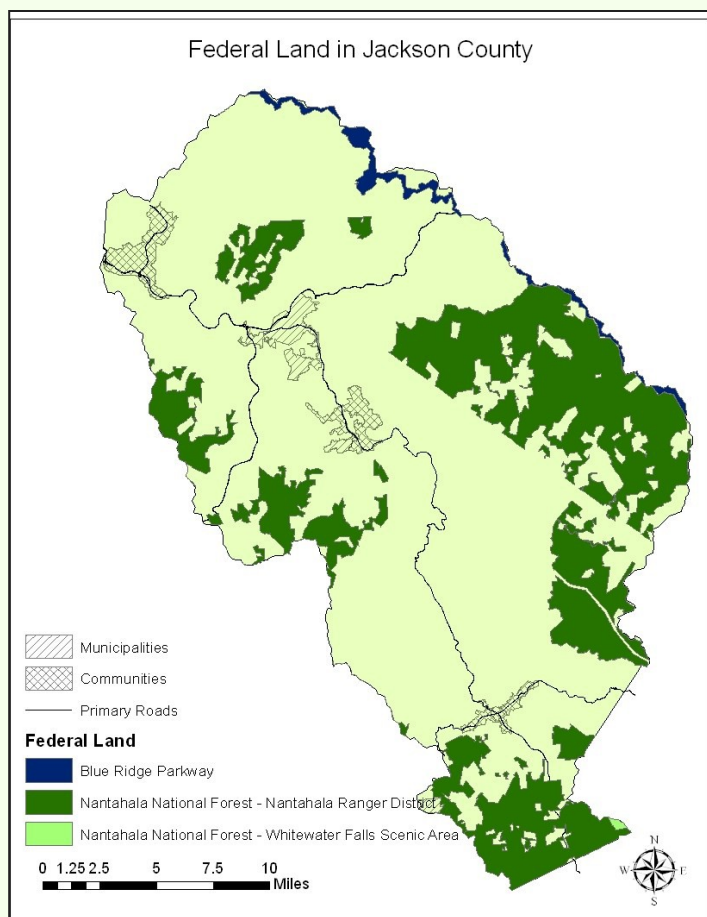 Federal Land in Jackson County
Municipalities
Communities
Primary Roads
Federal Land
Blue Ridge Parkway
Nantahala National Forest - Nantahala Ranger District
Nantahala National Forest - Whitewater Falls Scenic Area
0 1.25 2.5 5 7.5 10
Miles
N
W E
S